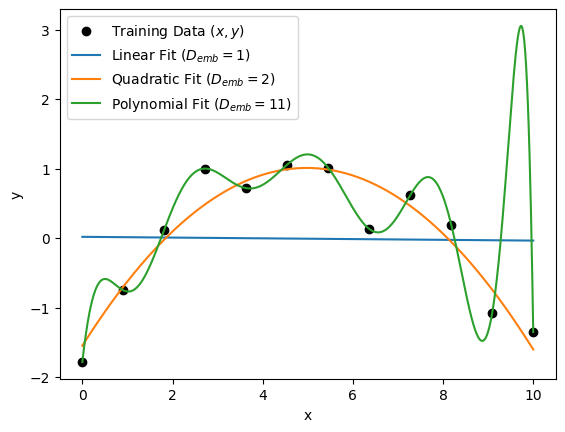 Training Data (x, y)
Linear Fit (D_emb = 1)
Quadratic Fit (D_emb = 2)
Polynomial Fit (D_emb = 11)
3
2
1
0
−1
−2
y
0 2 4 6 8 10
x